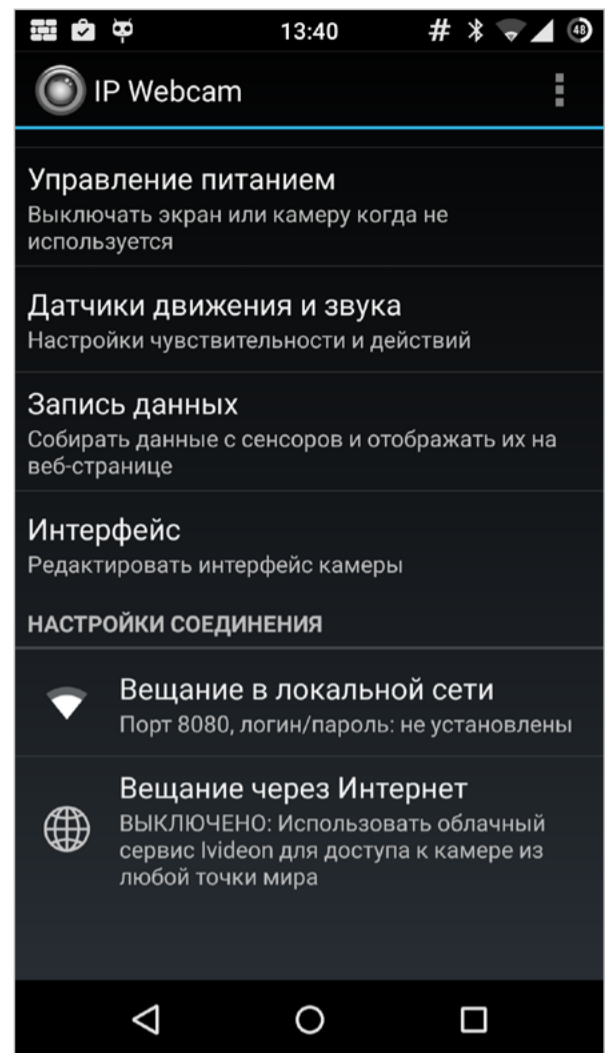 13:40
#
48
IP Webcam
Управление питанием
Выключать экран или камеру когда не
используется
Датчики движения и звука
Настройки чувствительности и действий
Запись данных
Собирать данные с сенсоров и отображать их на
веб-странице
Интерфейс
Редактировать интерфейс камеры
НАСТРОЙКИ СОЕДИНЕНИЯ
Вещание в локальной сети
Порт 8080, логин/пароль: не установлены
Вещание через Интернет
ВЫКЛЮЧЕНО: Использовать облачный
сервис Ivideon для доступа к камере из
любой точки мира